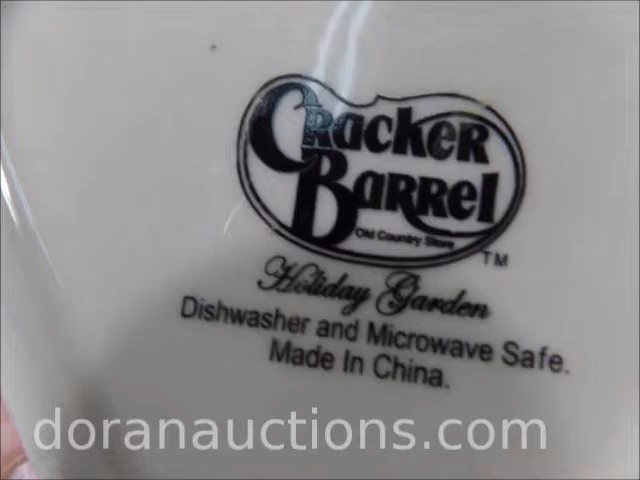 Cracker
Barrel
Old Country Store
TM
Holiday Garden
Dishwasher and Microwave Safe.
Made In China.
doranauctions.com